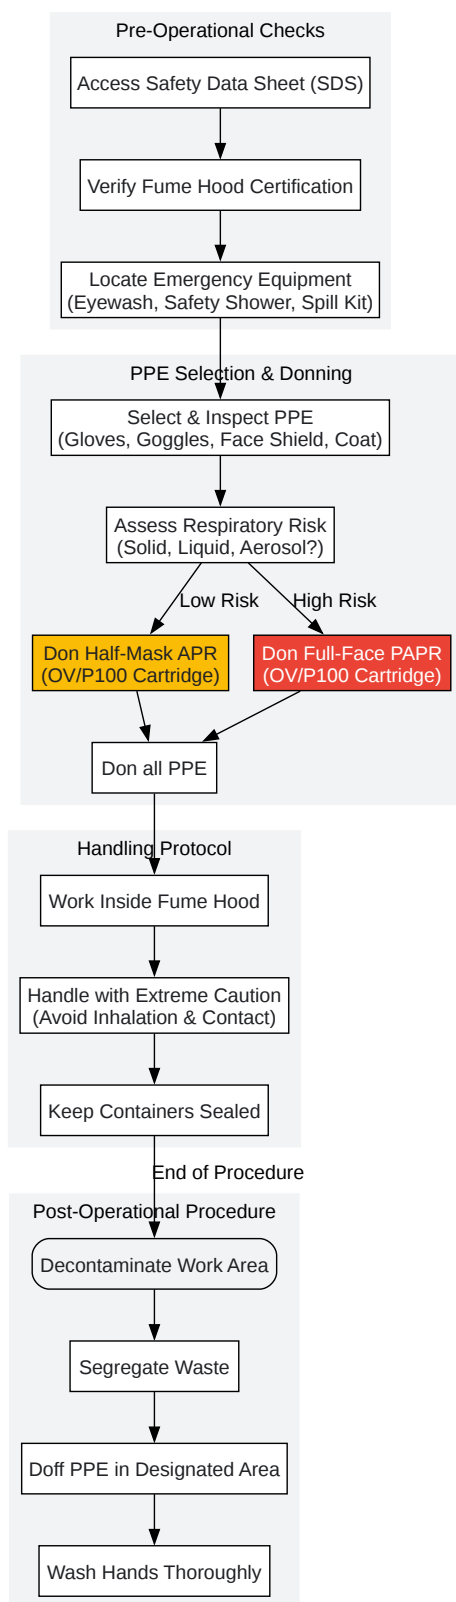 Pre-Operational Checks
Access Safety Data Sheet (SDS)
Verify Fume Hood Certification
Locate Emergency Equipment
(Eyewash, Safety Shower, Spill Kit)
PPE Selection & Donning
Select & Inspect PPE
(Gloves, Goggles, Face Shield, Coat)
Assess Respiratory Risk
(Solid, Liquid, Aerosol?)
Low Risk
High Risk
Don Half-Mask APR
(OV/P100 Cartridge)
Don Full-Face PAPR
(OV/P100 Cartridge)
Don all PPE
Handling Protocol
Work Inside Fume Hood
Handle with Extreme Caution
(Avoid Inhalation & Contact)
Keep Containers Sealed
End of Procedure
Post-Operational Procedure
Decontaminate Work Area
Segregate Waste
Doff PPE in Designated Area
Wash Hands Thoroughly